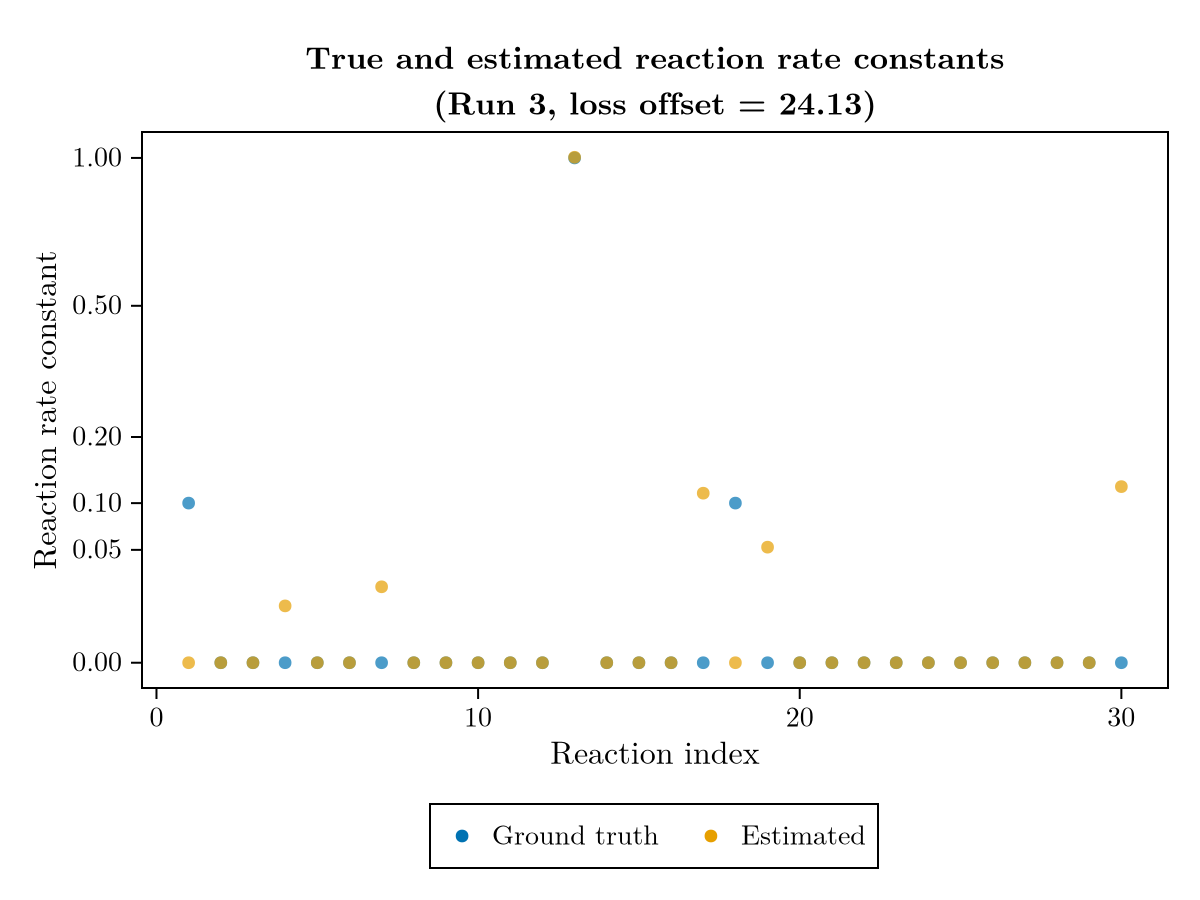 True and estimated reaction rate constants
(Run 3, loss offset = 24.13)
Reaction rate constant
1.00
0.50
0.20
0.10
0.05
0.00
0 10 20 30
Reaction index
Ground truth Estimated